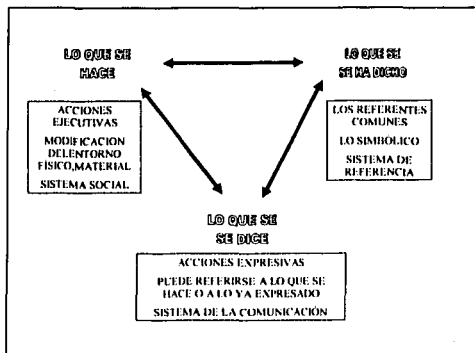 LO QUE SE
HACE
LO QUE SE
SE HA DICHO
ACCIONES
EJECUTIVAS
MODIFICACION
DELENTORNO
FÍSICO,MATERIAL
SISTEMA SOCIAL
LOS REFERENTES
COMUNES
LO SIMBÓLICO
SISTEMA DE
REFERENCIA
LO QUE SE
SE DICE
ACCIONES EXPRESIVAS
PUEDE REFERIRSE A LO QUE SE
HACE O A LO YA EXPRESADO
SISTEMA DE LA COMUNICACIÓN